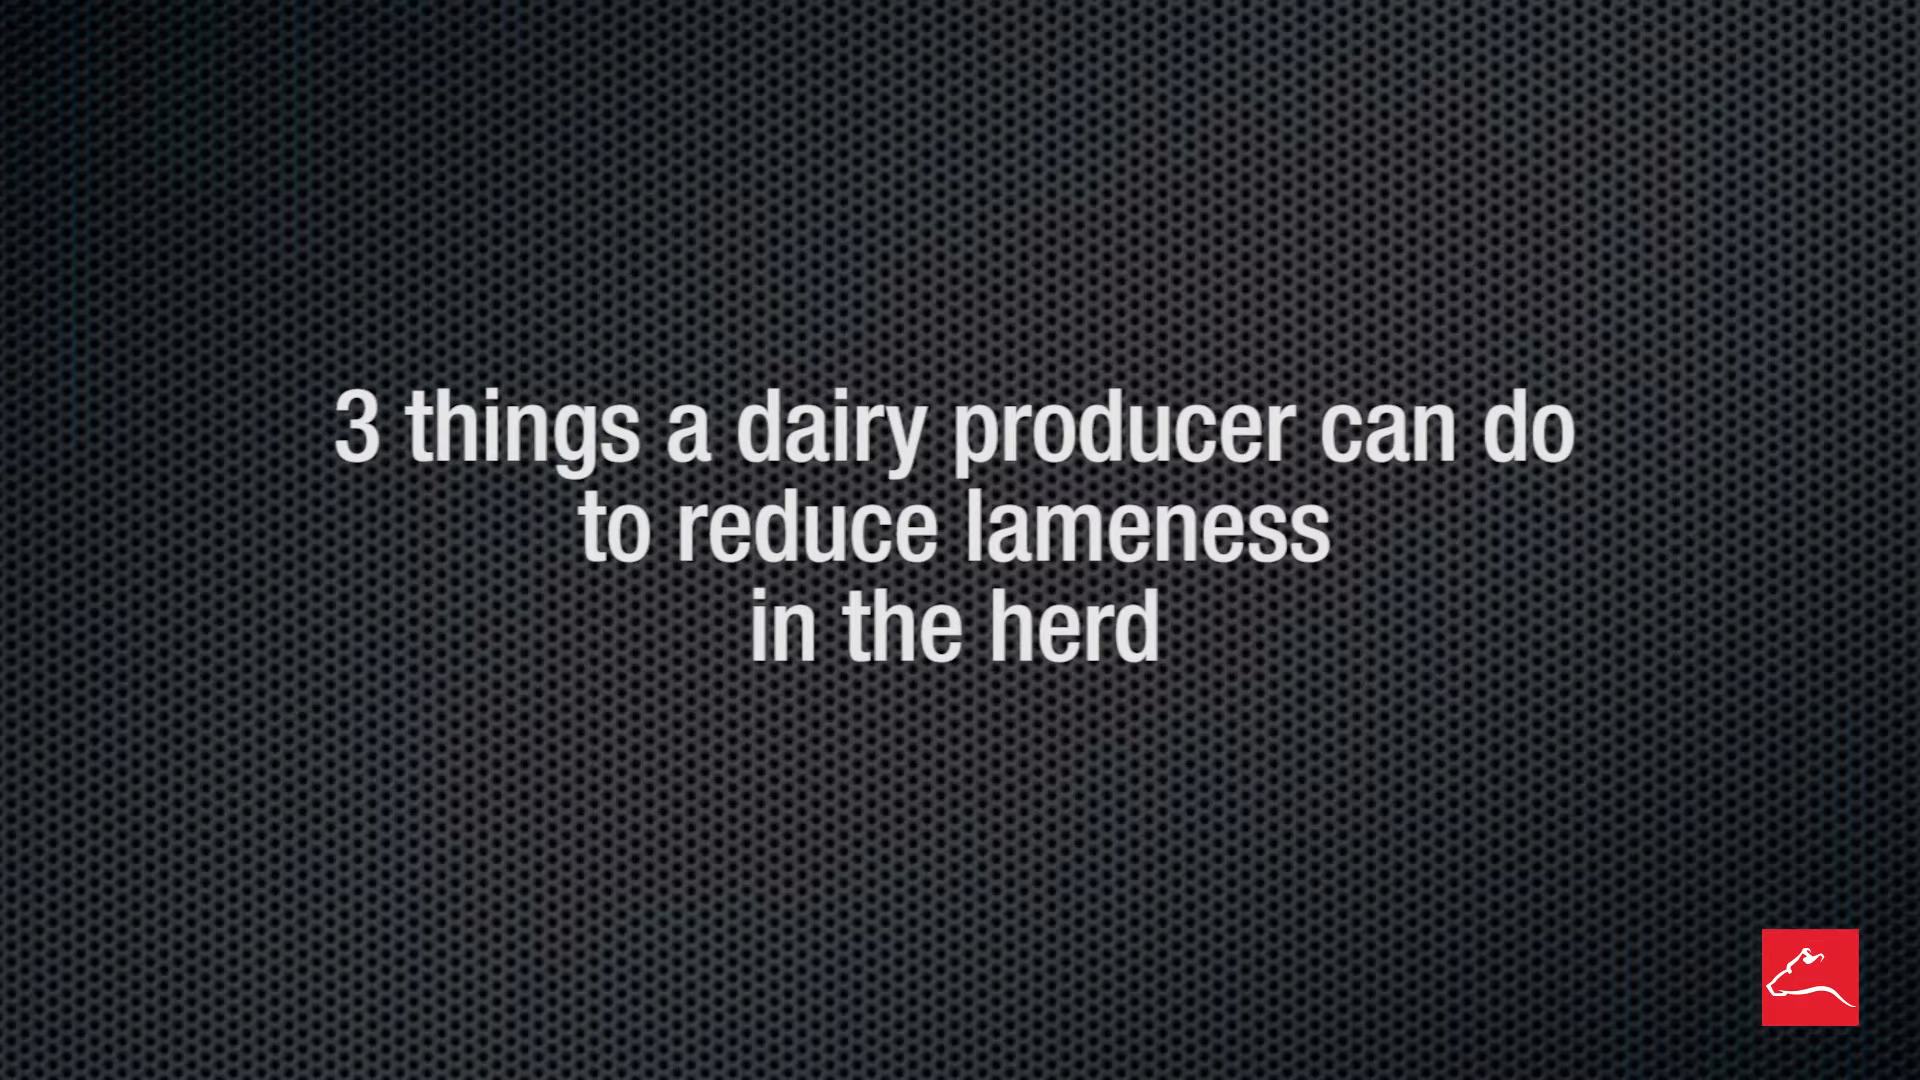 3 things a dairy producer can do
to reduce lameness
in the herd